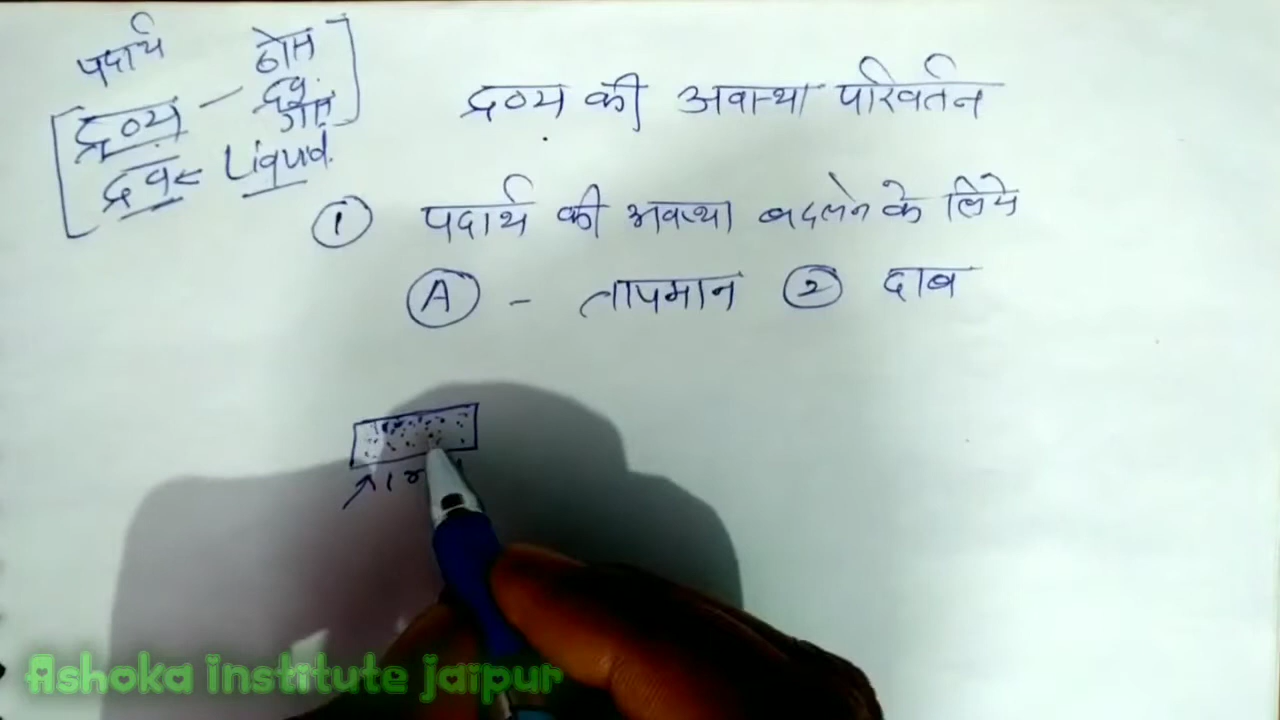 पदार्थ
द्रव्य - ठोस
द्रव
गैस
द्रव ← Liquid.
द्रव्य की अवस्था परिवर्तन
① पदार्थ की अवस्था बदलने के लिये
Ⓐ - तापमान ② दाब
Ashoka institute jaipur